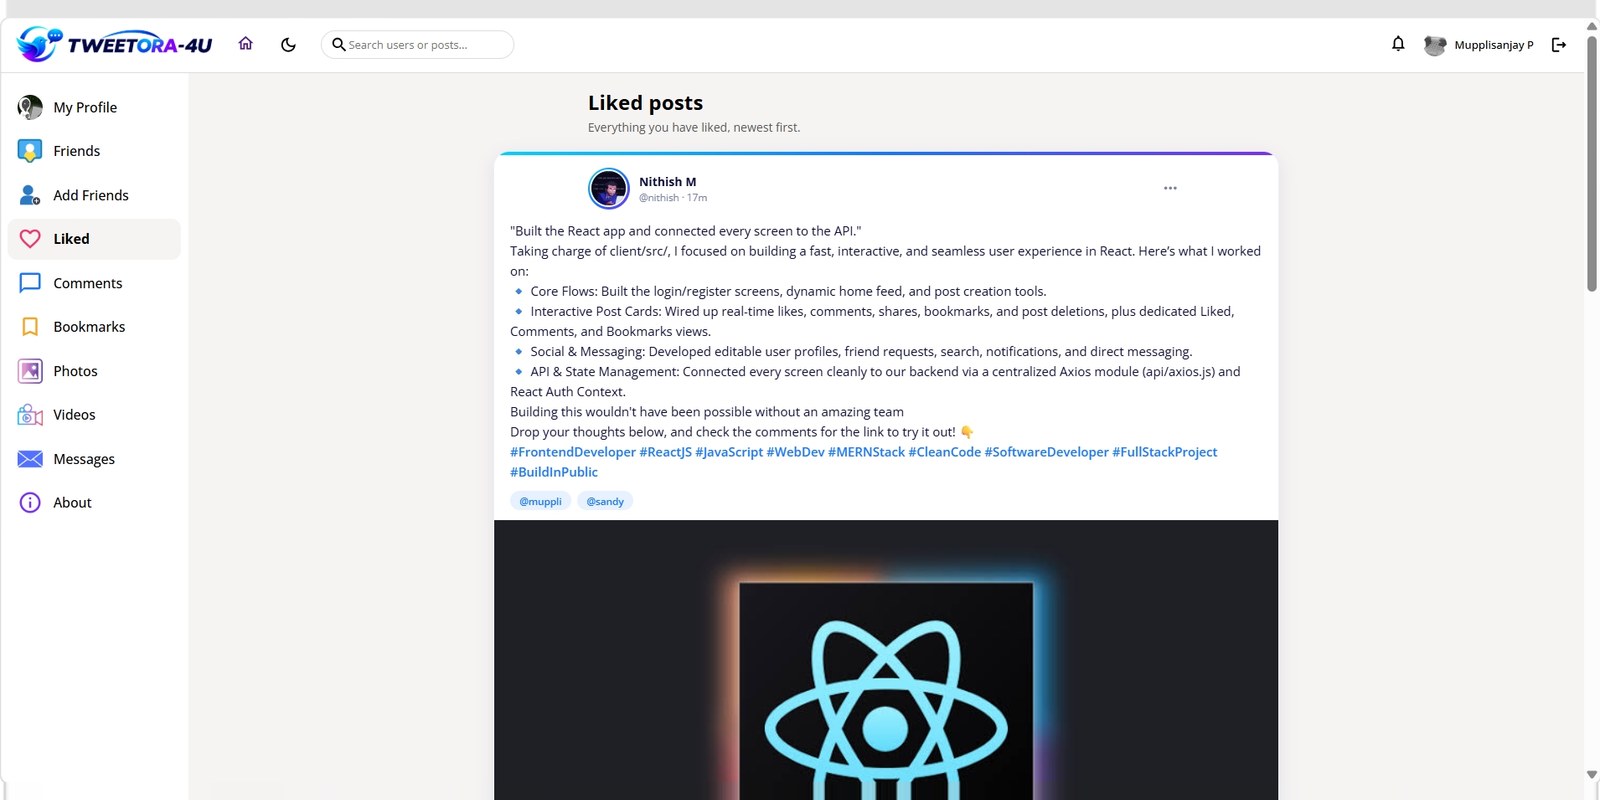 TWEETORA-4U
Search users or posts...
Mupplisanjay P
My Profile
Friends
Add Friends
Liked
Comments
Bookmarks
Photos
Videos
Messages
About
Liked posts
Everything you have liked, newest first.
Nithish M
@nithish · 17m
"Built the React app and connected every screen to the API."
Taking charge of client/src/, I focused on building a fast, interactive, and seamless user experience in React. Here’s what I worked
on:
🔹 Core Flows: Built the login/register screens, dynamic home feed, and post creation tools.
🔹 Interactive Post Cards: Wired up real-time likes, comments, shares, bookmarks, and post deletions, plus dedicated Liked,
Comments, and Bookmarks views.
🔹 Social & Messaging: Developed editable user profiles, friend requests, search, notifications, and direct messaging.
🔹 API & State Management: Connected every screen cleanly to our backend via a centralized Axios module (api/axios.js) and
React Auth Context.
Building this wouldn't have been possible without an amazing team
Drop your thoughts below, and check the comments for the link to try it out! 👇
#FrontendDeveloper #ReactJS #JavaScript #WebDev #MERNStack #CleanCode #SoftwareDeveloper #FullStackProject
#BuildInPublic
@muppli @sandy